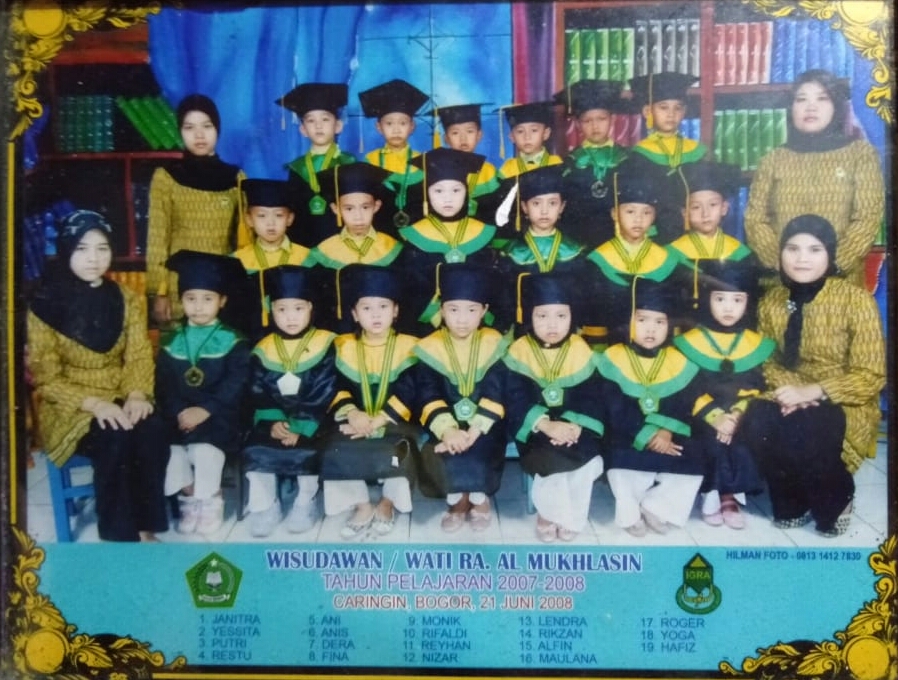 WISUDAWAN / WATI RA. AL MUKHLASIN
TAHUN PELAJARAN 2007-2008
CARINGIN, BOGOR, 21 JUNI 2008
HILMAN FOTO - 0813 1412 7830
IGRA
1. JANITRA
2. YESSITA
3. PUTRI
4. RESTU
5. ANI
6. ANIS
7. DERA
8. FINA
9. MONIK
10. RIFALDI
11. REYHAN
12. NIZAR
13. LENDRA
14. RIKZAN
15. ALFIN
16. MAULANA
17. ROGER
18. YOGA
19. HAFIZ